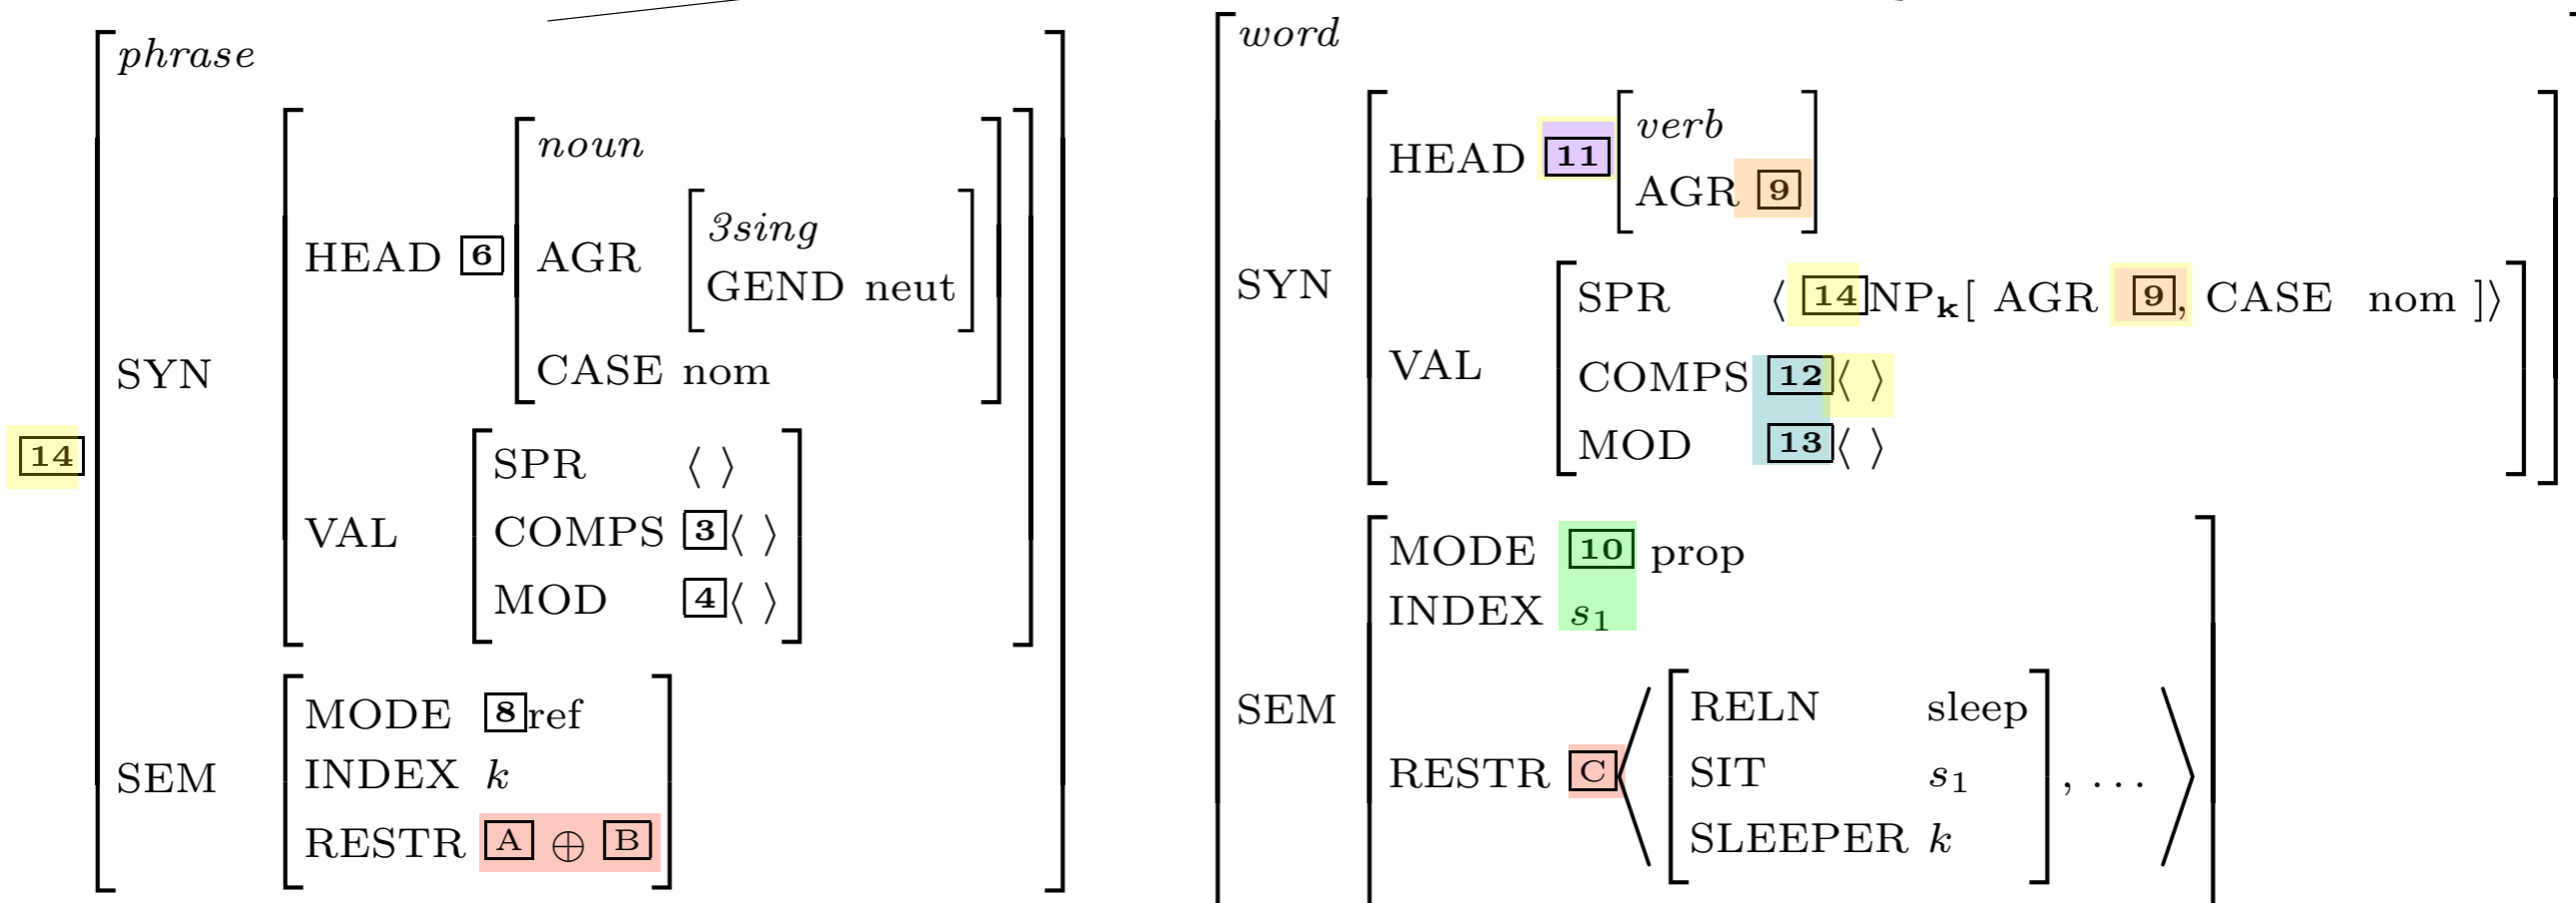 phrase
noun
3sing
HEAD 6 AGR GEND neut
CASE nom
SYN
14
SPR ⟨ ⟩
VAL COMPS 3⟨ ⟩
MOD 4⟨ ⟩
MODE 8ref
SEM INDEX k
RESTR A ⊕ B
word
verb
HEAD 11
AGR 9
SYN
SPR ⟨ 14NPk[ AGR 9, CASE nom ]⟩
VAL COMPS 12⟨ ⟩
MOD 13⟨ ⟩
MODE 10 prop
INDEX s1
SEM
RELN sleep
RESTR C SIT s1 , ...
SLEEPER k